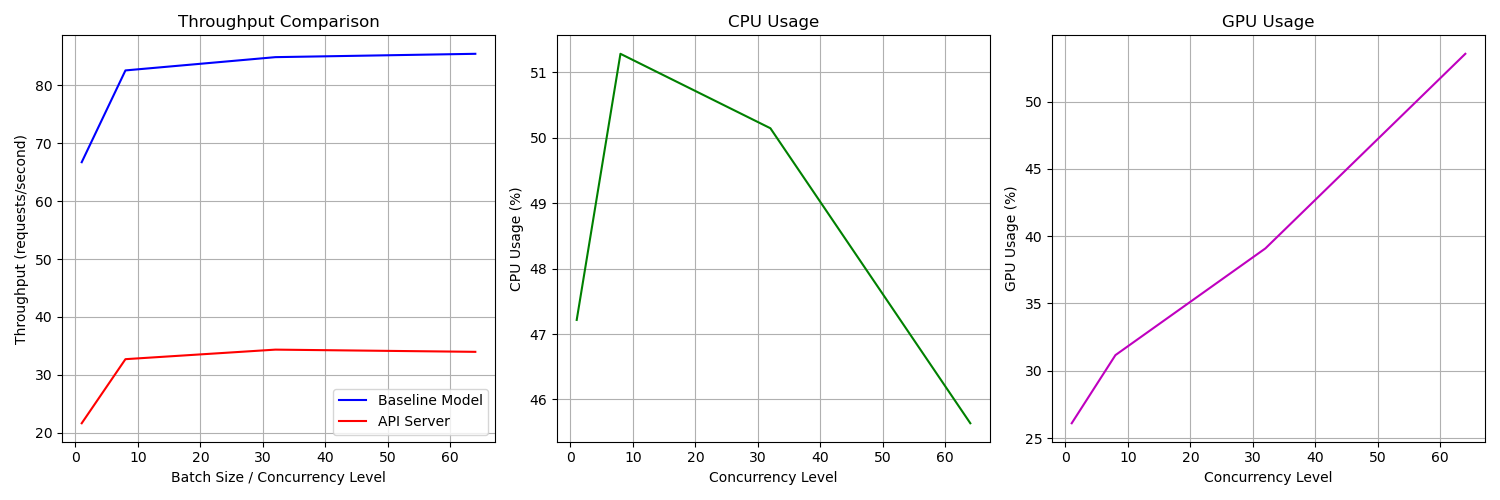 Throughput Comparison
Throughput (requests/second)
80
70
60
50
40
30
20
0 10 20 30 40 50 60
Batch Size / Concurrency Level
Baseline Model
API Server
CPU Usage
CPU Usage (%)
51
50
49
48
47
46
0 10 20 30 40 50 60
Concurrency Level
GPU Usage
GPU Usage (%)
50
45
40
35
30
25
0 10 20 30 40 50 60
Concurrency Level